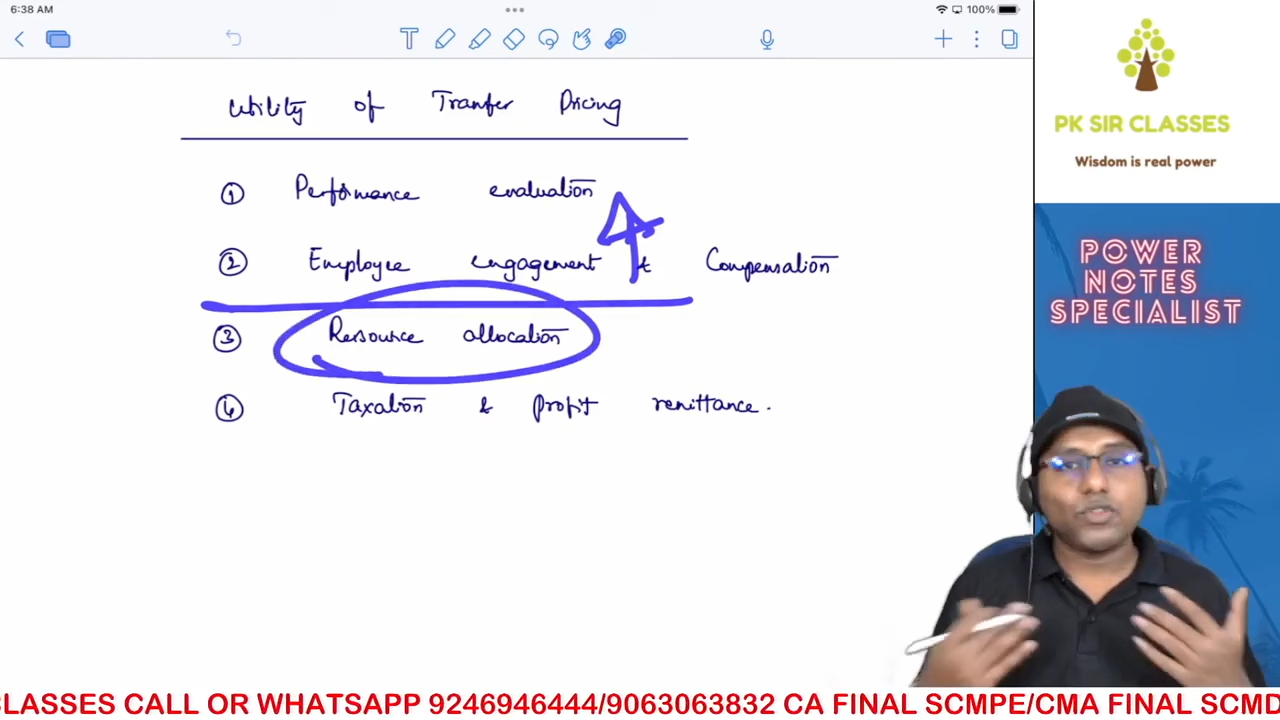 6:38 AM
100%
Utility of Tranfer Pricing
① Performance evaluation
② Employee engagement & Compensation
③ Resource allocation
④ Taxation & profit remittance.
PK SIR CLASSES
Wisdom is real power
POWER
NOTES
SPECIALIST
CLASSES CALL OR WHATSAPP 9246946444/9063063832 CA FINAL SCMPE/CMA FINAL SCMD